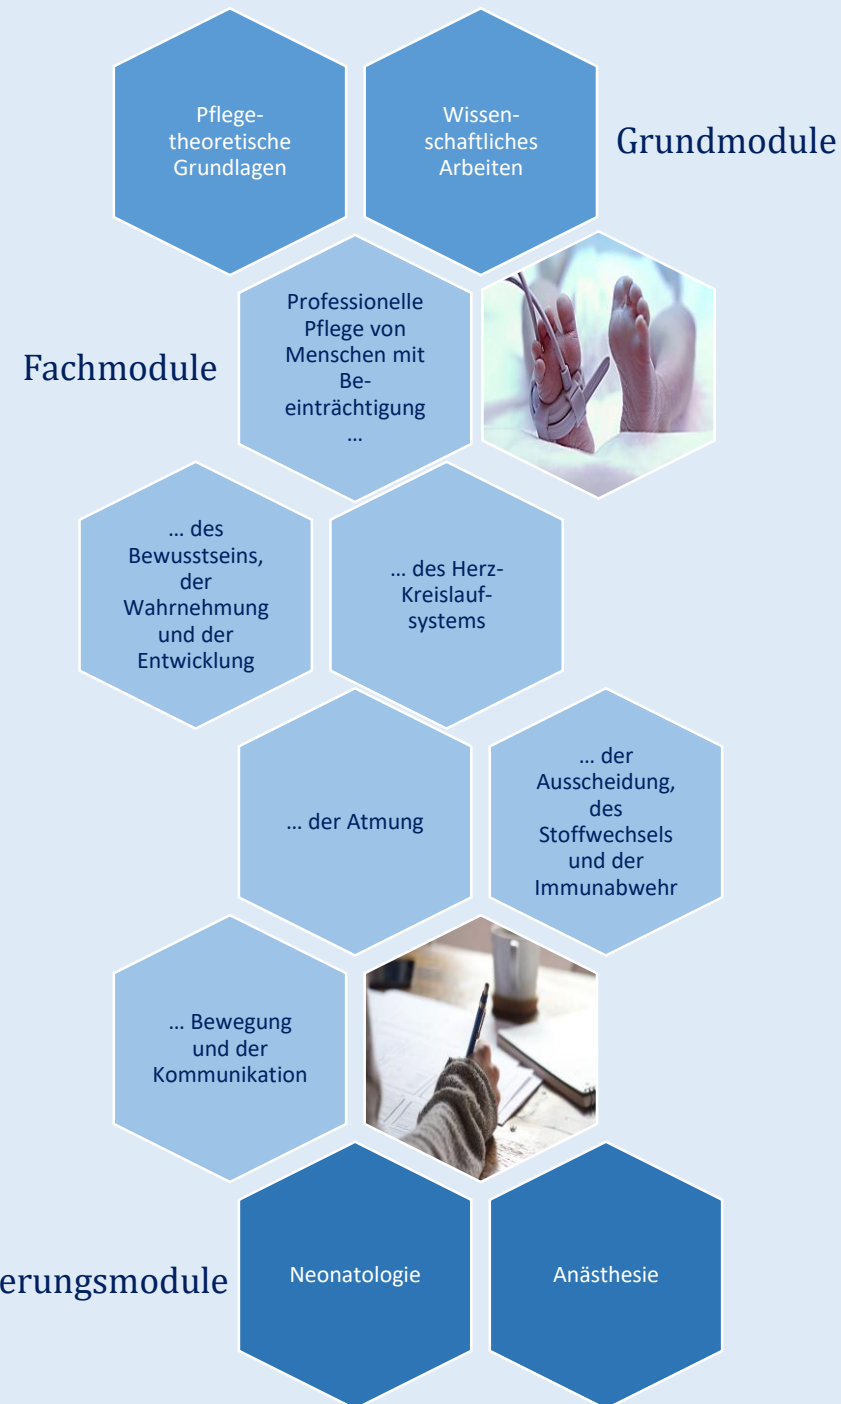 Pflege-
theoretische
Grundlagen
Wissen-
schaftliches
Arbeiten
Grundmodule
Professionelle
Pflege von
Menschen mit
Be-
einträchtigung
...
Fachmodule
... des
Bewusstseins,
der
Wahrnehmung
und der
Entwicklung
... des Herz-
Kreislauf-
systems
... der Atmung
... der
Ausscheidung,
des
Stoffwechsels
und der
Immunabwehr
... Bewegung
und der
Kommunikation
erungsmodule
Neonatologie
Anästhesie